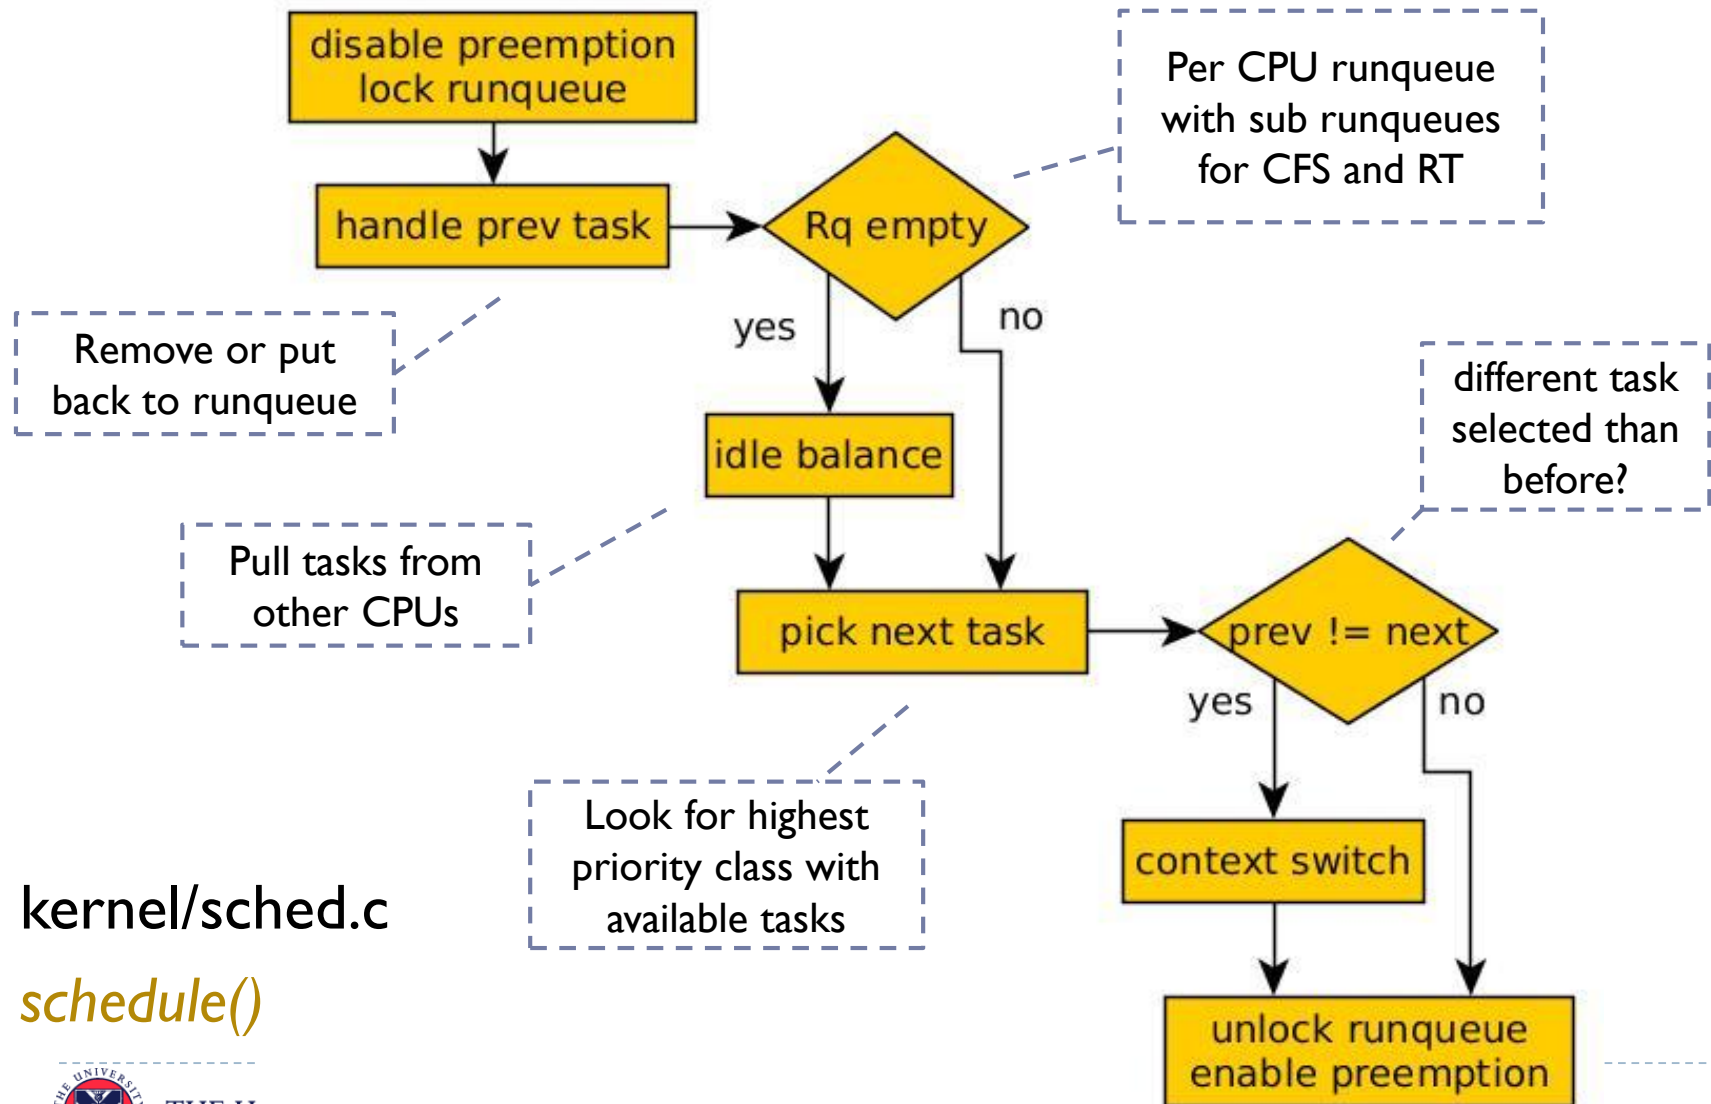 disable preemption
lock runqueue
Per CPU runqueue
with sub runqueues
for CFS and RT
handle prev task
Rq empty
yes
no
Remove or put
back to runqueue
different task
selected than
before?
idle balance
Pull tasks from
other CPUs
pick next task
prev != next
yes
no
Look for highest
priority class with
available tasks
context switch
kernel/sched.c
schedule()
unlock runqueue
enable preemption
THE UNIVERS
THE U